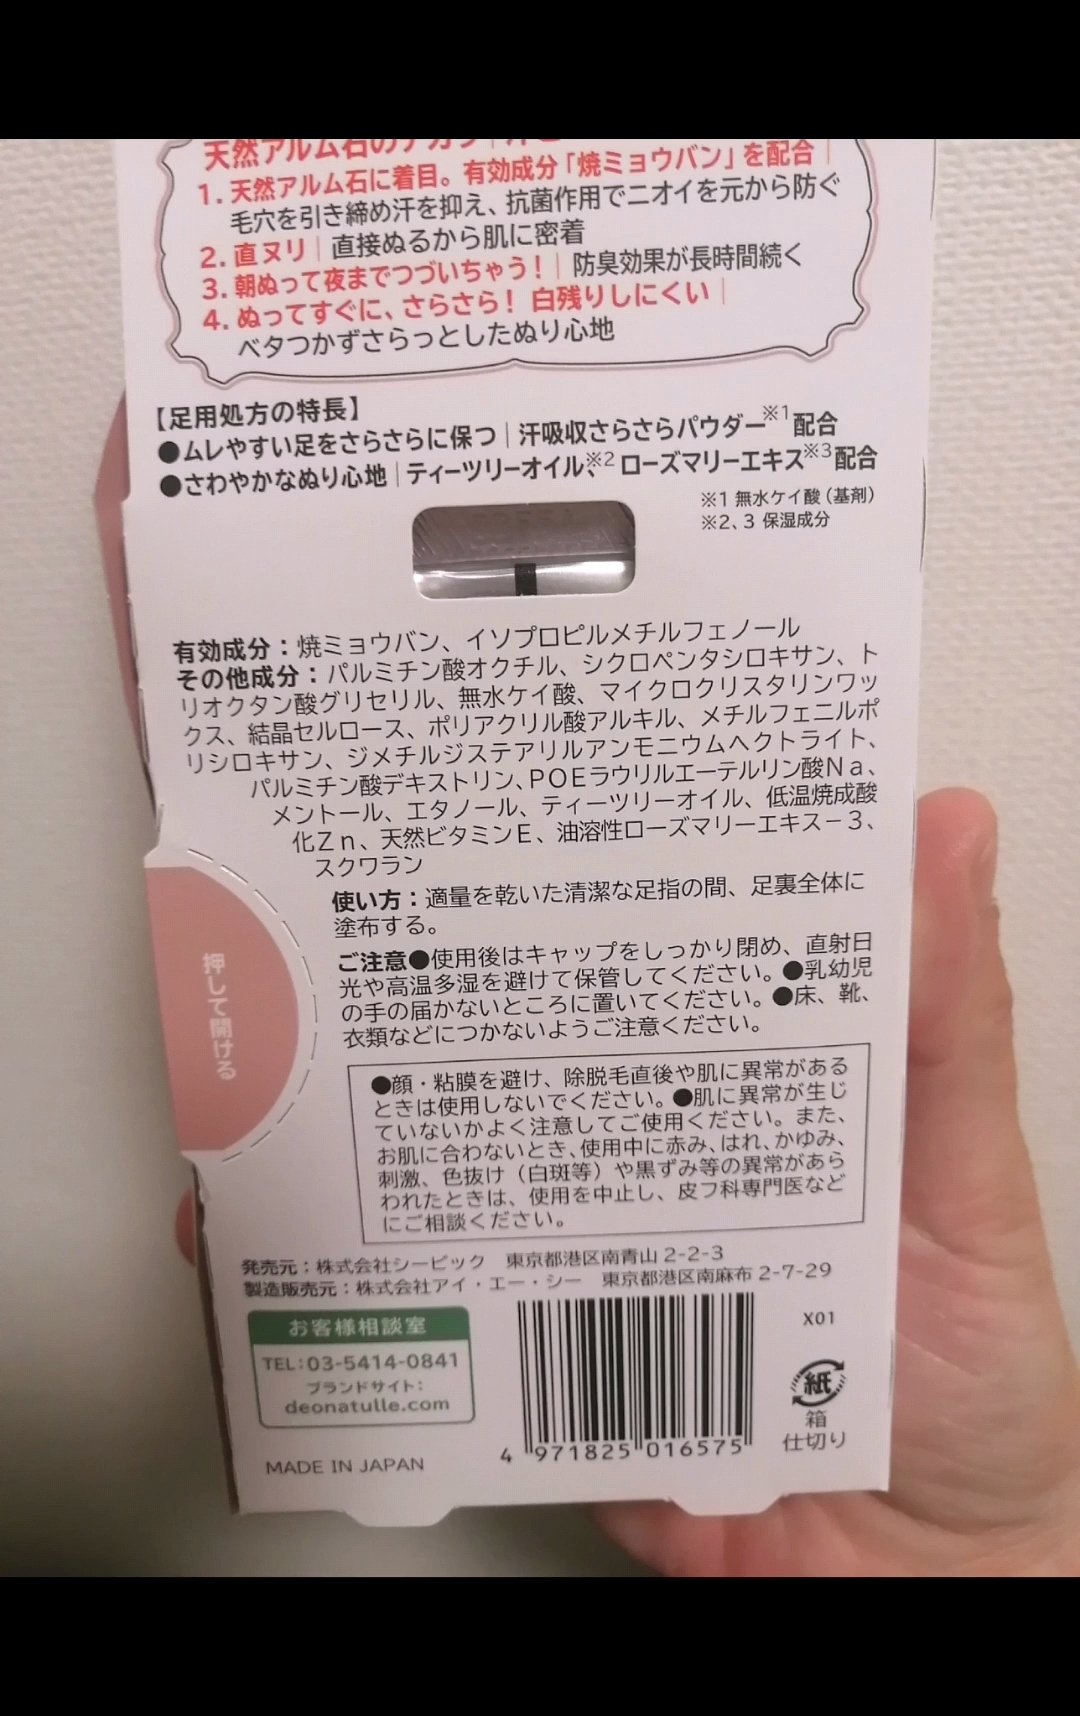 天然アルム石のチカラ
1. 天然アルム石に着目。有効成分「焼ミョウバン」を配合｜
毛穴を引き締め汗を抑え、抗菌作用でニオイを元から防ぐ
2. 直ヌリ｜直接ぬるから肌に密着
3. 朝ぬって夜までつづいちゃう！｜防臭効果が長時間続く
4. ぬってすぐに、さらさら！ 白残りしにくい｜
ベタつかずさらっとしたぬり心地
【足用処方の特長】
●ムレやすい足をさらさらに保つ｜汗吸収さらさらパウダー※1配合
●さわやかなぬり心地｜ティーツリーオイル※2、ローズマリーエキス※3配合
※1 無水ケイ酸（基剤）
※2、3 保湿成分
有効成分：焼ミョウバン、イソプロピルメチルフェノール
その他成分：パルミチン酸オクチル、シクロペンタシロキサン、ト
リオクタン酸グリセリル、無水ケイ酸、マイクロクリスタリンワッ
クス、結晶セルロース、ポリアクリル酸アルキル、メチルフェニルポ
リシロキサン、ジメチルジステアリルアンモニウムヘクトライト、
パルミチン酸デキストリン、POEラウリルエーテルリン酸Na、
メントール、エタノール、ティーツリーオイル、低温焼成酸
化Zn、天然ビタミンE、油溶性ローズマリーエキス－3、
スクワラン
使い方：適量を乾いた清潔な足指の間、足裏全体に
塗布する。
ご注意●使用後はキャップをしっかり閉め、直射日
光や高温多湿を避けて保管してください。●乳幼児
の手の届かないところに置いてください。●床、靴、
衣類などにつかないようご注意ください。
押して開ける
●顔・粘膜を避け、除脱毛直後や肌に異常がある
ときは使用しないでください。●肌に異常が生じ
ていないかよく注意してご使用ください。また、
お肌に合わないとき、使用中に赤み、はれ、かゆみ、
刺激、色抜け（白斑等）や黒ずみ等の異常があら
われたときは、使用を中止し、皮フ科専門医など
にご相談ください。
発売元：株式会社シービック 東京都港区南青山 2-2-3
製造販売元：株式会社アイ・エー・シー 東京都港区南麻布 2-7-29
お客様相談室
TEL:03-5414-0841
ブランドサイト：
deonatulle.com
MADE IN JAPAN
4 971825 016575
X01
紙
箱
仕切り